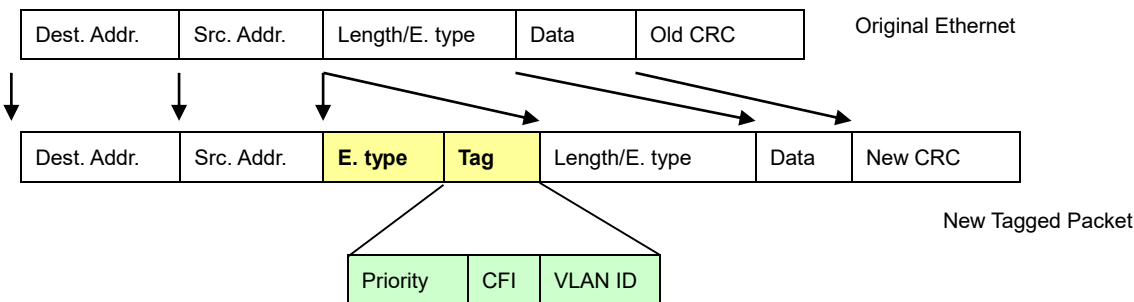 Dest. Addr. Src. Addr. Length/E. type Data Old CRC Original Ethernet
Dest. Addr. Src. Addr. E. type Tag Length/E. type Data New CRC
New Tagged Packet
Priority CFI VLAN ID